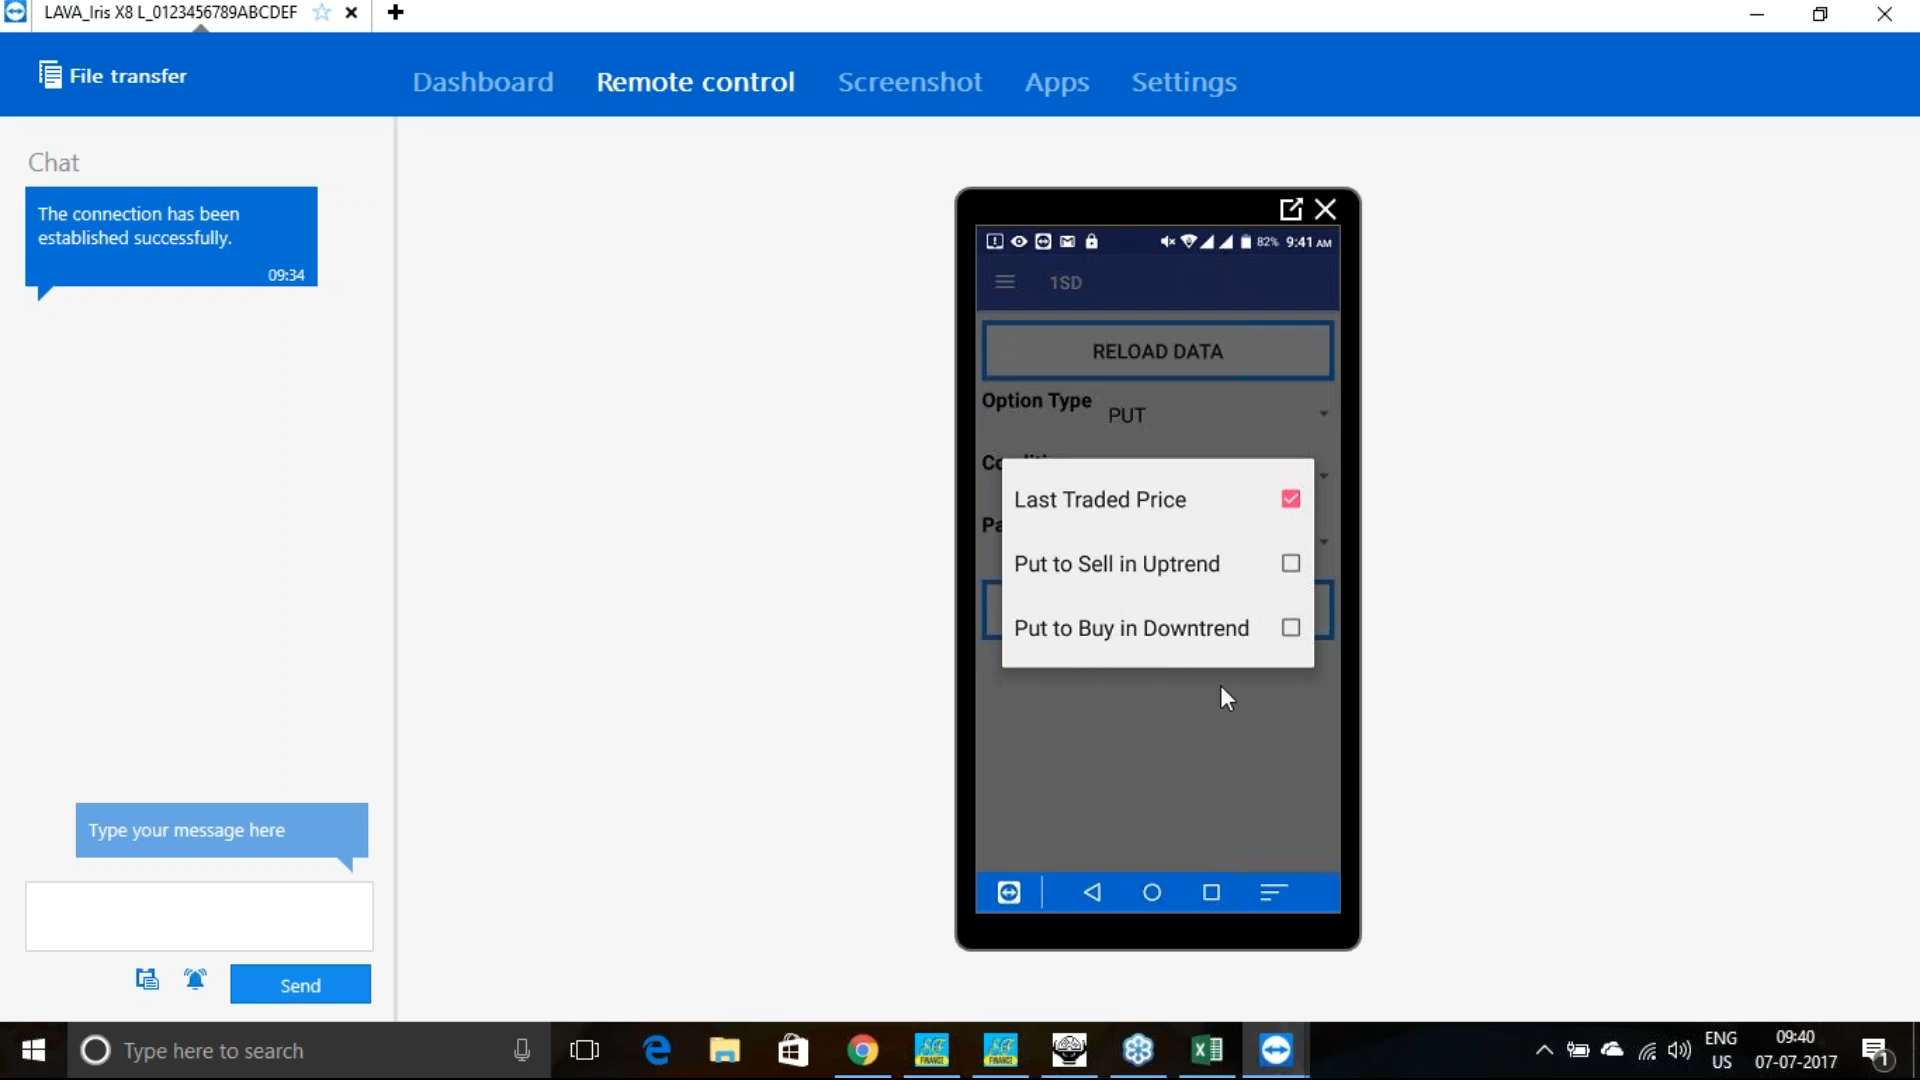 LAVA_Iris X8 L_0123456789ABCDEF
File transfer
Dashboard
Remote control
Screenshot
Apps
Settings
Chat
The connection has been
established successfully.
09:34
82% 9:41 AM
1SD
RELOAD DATA
Option Type
PUT
Last Traded Price
Put to Sell in Uptrend
Put to Buy in Downtrend
Type your message here
Send
Type here to search
FINANCE
FINANCE
ENG
US
09:40
07-07-2017
1